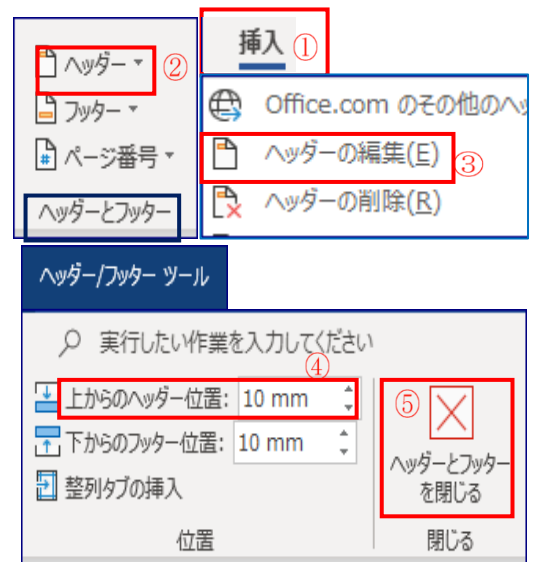 挿入 ①
ヘッダー ②
フッター
ページ番号
ヘッダーとフッター
Office.com のその他のヘッ
ヘッダーの編集(E) ③
ヘッダーの削除(R)
ヘッダー/フッター ツール
実行したい作業を入力してください
④
上からのヘッダー位置: 10 mm
下からのフッター位置: 10 mm
整列タブの挿入
位置
⑤
ヘッダーとフッター
を閉じる
閉じる